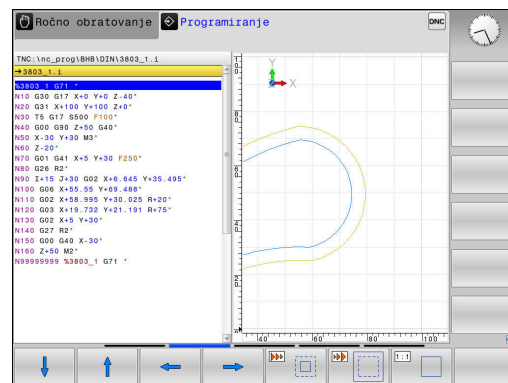 Ročno obratovanje
Programiranje
DNC
TNC:\nc_prog\BHB\DIN\3803_1.i
→3803_1.i
%3803_1 G71 *
N10 G30 G17 X+0 Y+0 Z-40*
N20 G31 X+100 Y+100 Z+0*
N30 T5 G17 S500 F100*
N40 G00 G90 Z+50 G40*
N50 X-30 Y+30 M3*
N60 Z-20*
N70 G01 G41 X+5 Y+30 F250*
N80 G26 R2*
N90 I+15 J+30 G02 X+6.645 Y+35.495*
N100 G06 X+55.55 Y+69.488*
N110 G02 X+58.995 Y+30.025 R+20*
N120 G03 X+19.732 Y+21.191 R+75*
N130 G02 X+5 Y+30*
N140 G27 R2*
N150 G00 G40 X-30*
N160 Z+50 M2*
N99999999 %3803_1 G71 *
Y
X
40
60
80
100
1:1